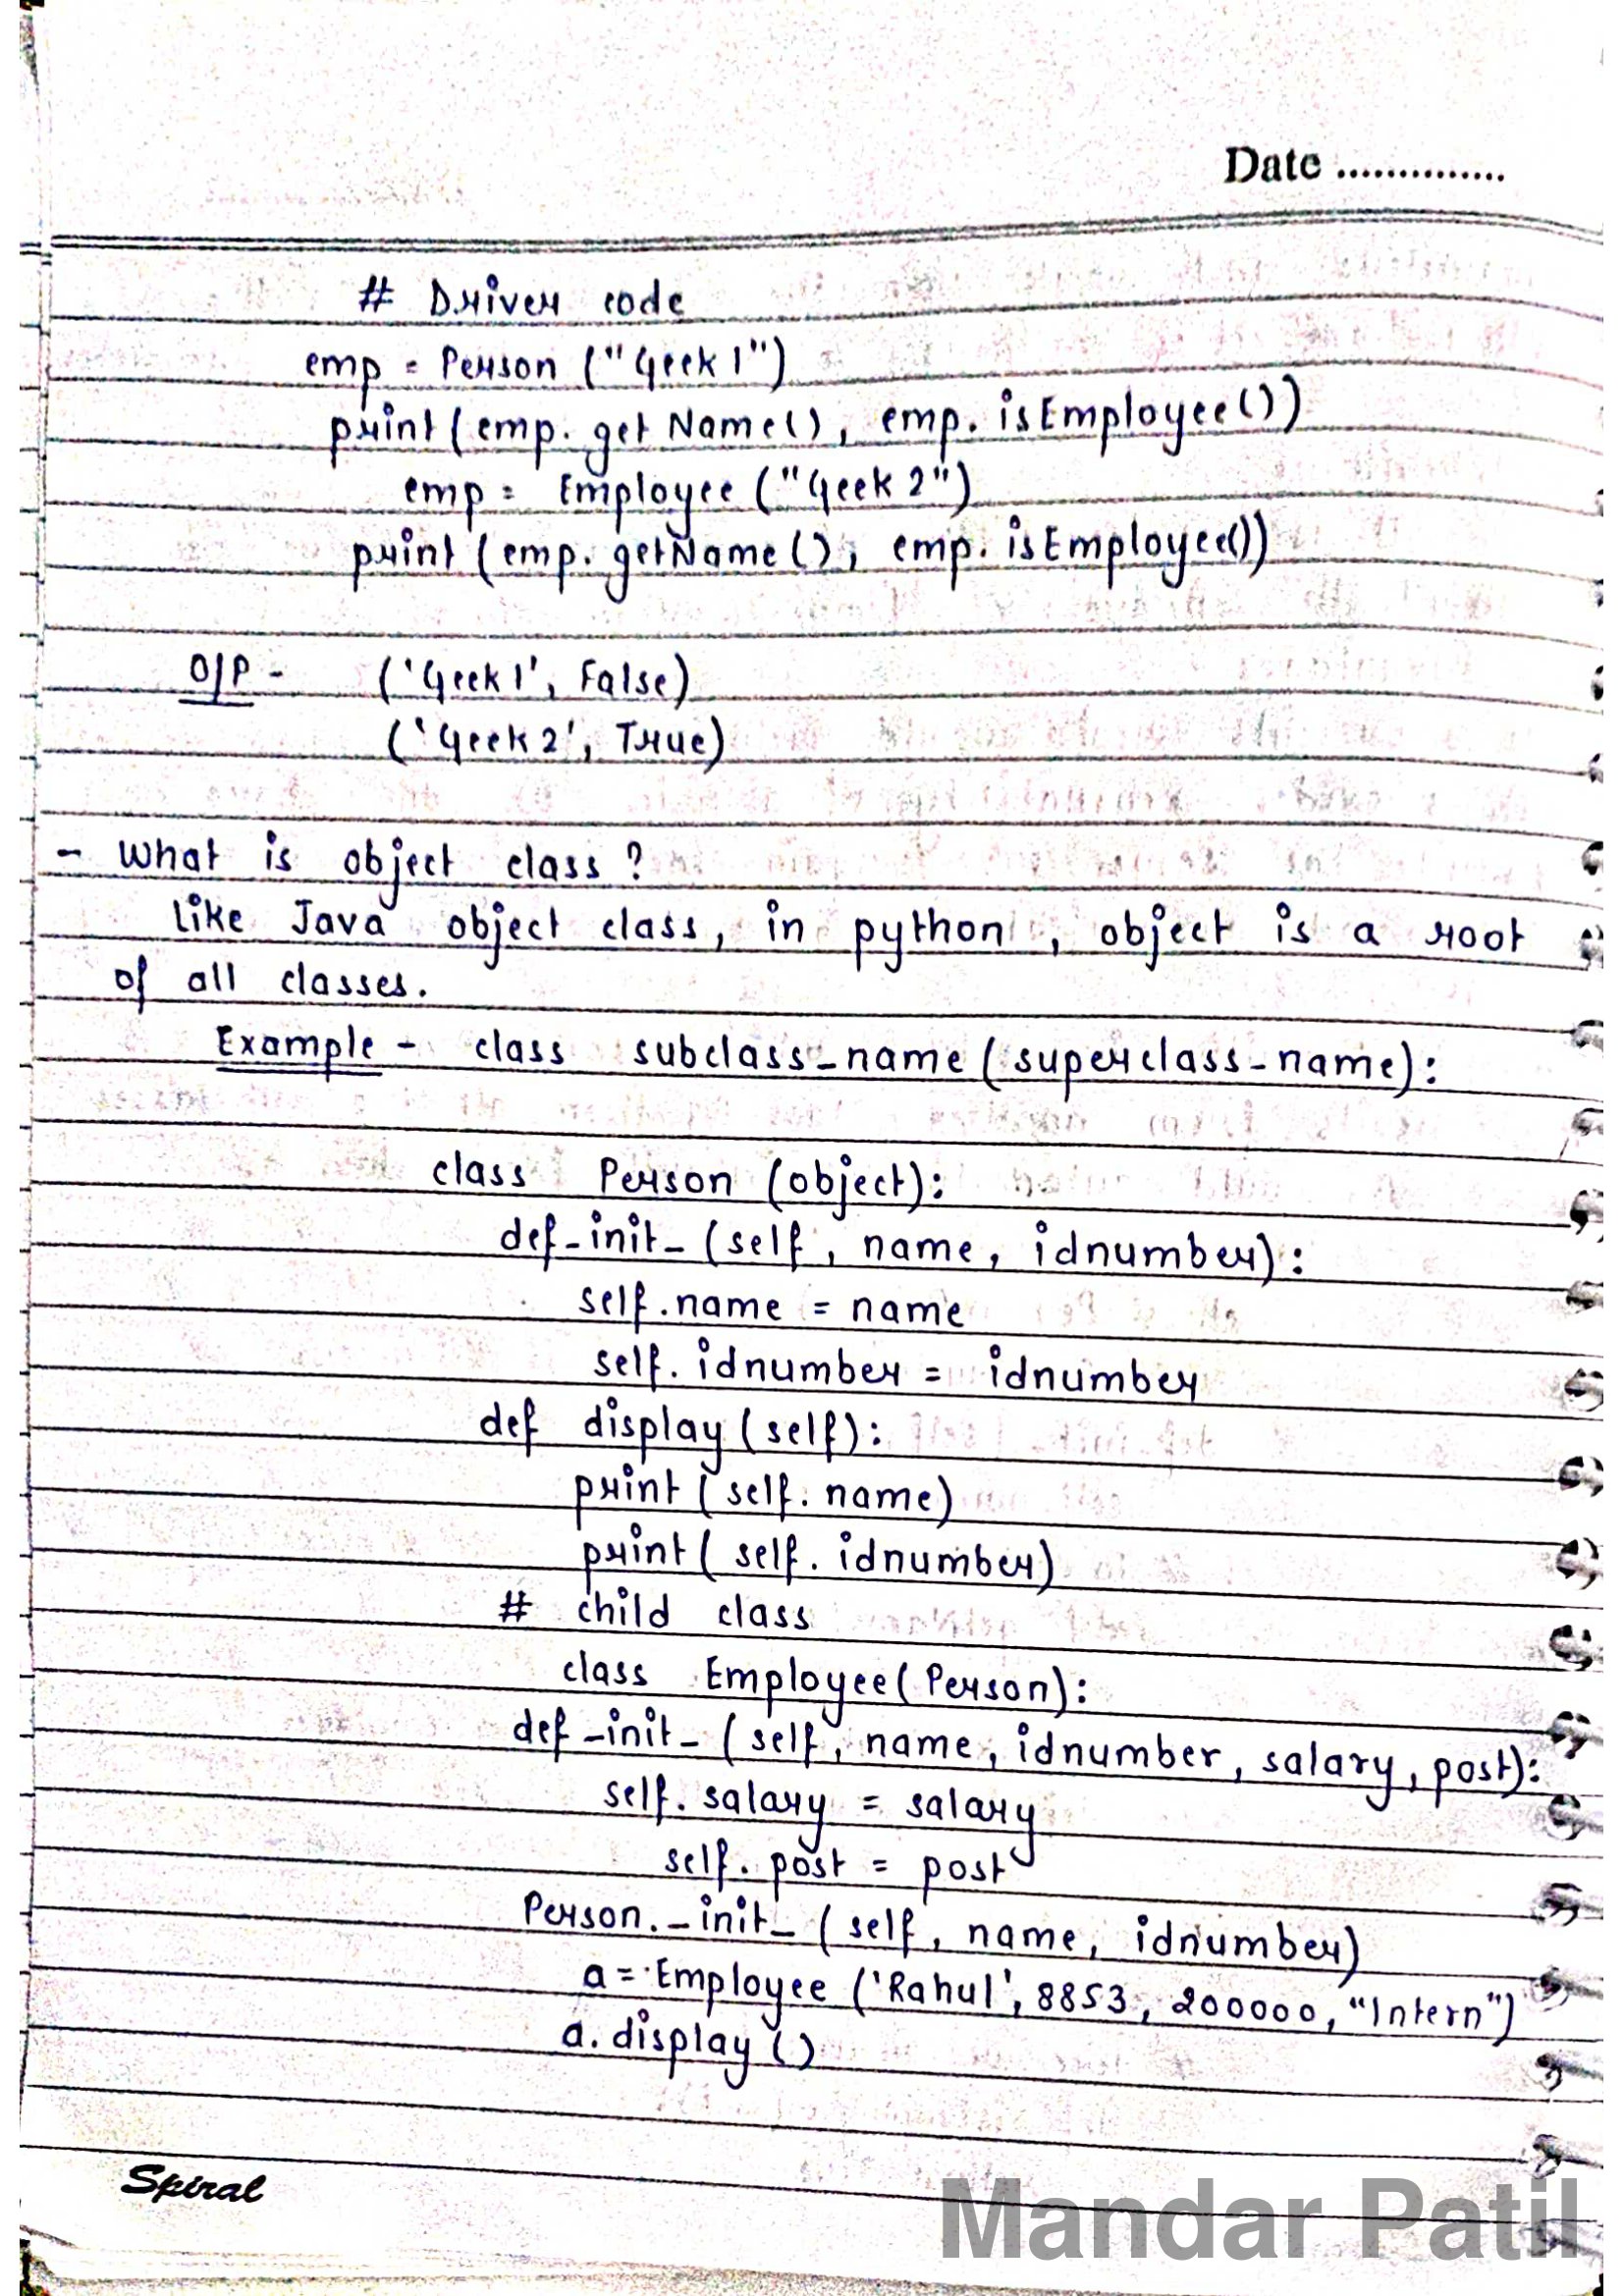 Date ..............
# Driver code
emp = Person ("Geek 1")
print (emp. get Name(), emp. isEmployee())
emp = Employee ("Geek 2")
print (emp. getName (), emp. isEmployee())
O/P - ('Geek 1', False)
('Geek 2', True)
- What is object class ?
Like Java object class, in python , object is a root
of all classes.
Example - class subclass_name (superclass_name):
class Person (object):
def _init_ (self , name, idnumber):
self.name = name
self. idnumber = idnumber
def display (self):
print (self. name)
print ( self. idnumber)
# child class
class Employee( Person):
def _init_ ( self, name, idnumber, salary, post):
self. salary = salary
self. post = post
Person. _init_ ( self, name, idnumber)
a = Employee ('Rahul', 8853, 200000, "Intern")
a. display ()
Spiral
Mandar Patil